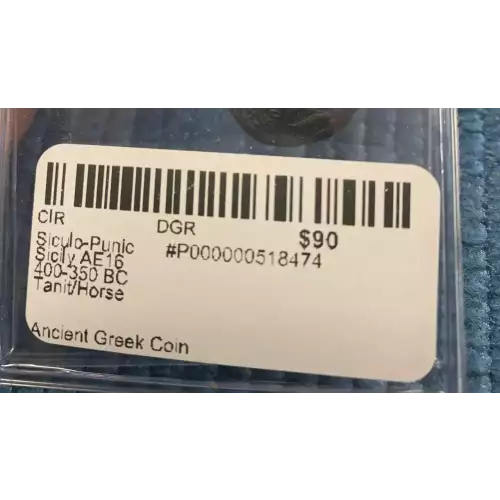 CIR DGR $90
Siculo-Punic #P000000518474
Sicily AE16
400-350 BC
Tanit/Horse
Ancient Greek Coin